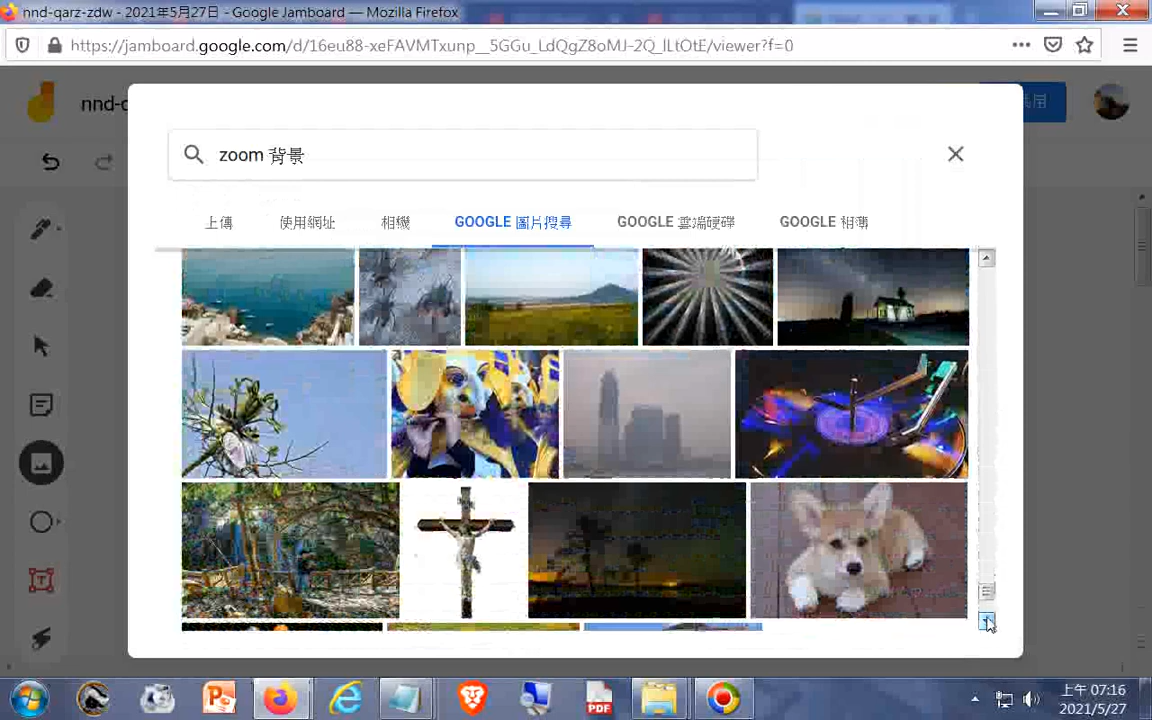 nnd-qarz-zdw - 2021年5月27日 - Google Jamboard — Mozilla Firefox
https://jamboard.google.com/d/16eu88-xeFAVMTxunp__5GGu_LdQgZ8oMJ-2Q_lLtOtE/viewer?f=0
nnd-
用
zoom 背景
上傳
使用網址
相機
GOOGLE 圖片搜尋
GOOGLE 雲端硬碟
GOOGLE 相簿
PDF
上午 07:16
2021/5/27